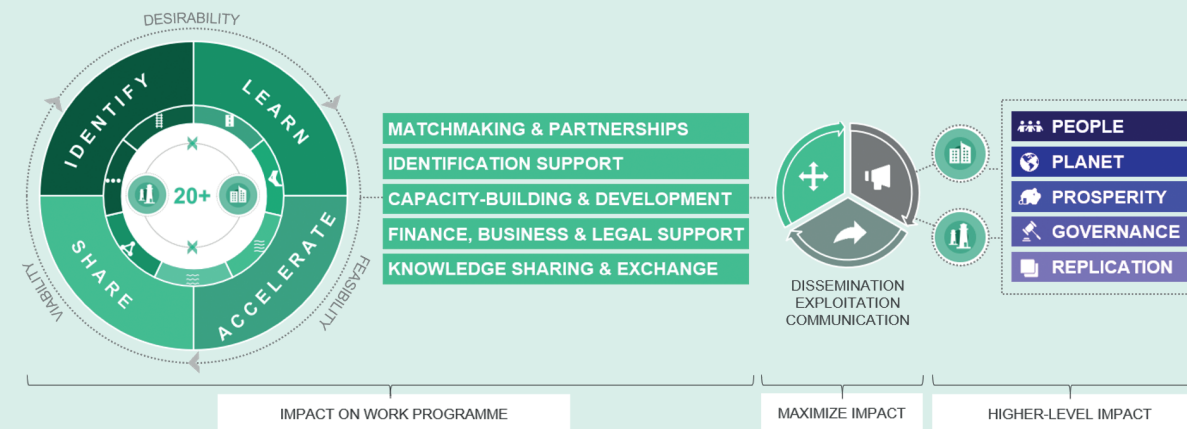 DESIRABILITY
IDENTIFY
LEARN
SHARE
ACCELERATE
20+
VIABILITY
FEASIBILITY
MATCHMAKING & PARTNERSHIPS
IDENTIFICATION SUPPORT
CAPACITY-BUILDING & DEVELOPMENT
FINANCE, BUSINESS & LEGAL SUPPORT
KNOWLEDGE SHARING & EXCHANGE
DISSEMINATION
EXPLOITATION
COMMUNICATION
PEOPLE
PLANET
PROSPERITY
GOVERNANCE
REPLICATION
IMPACT ON WORK PROGRAMME
MAXIMIZE IMPACT
HIGHER-LEVEL IMPACT